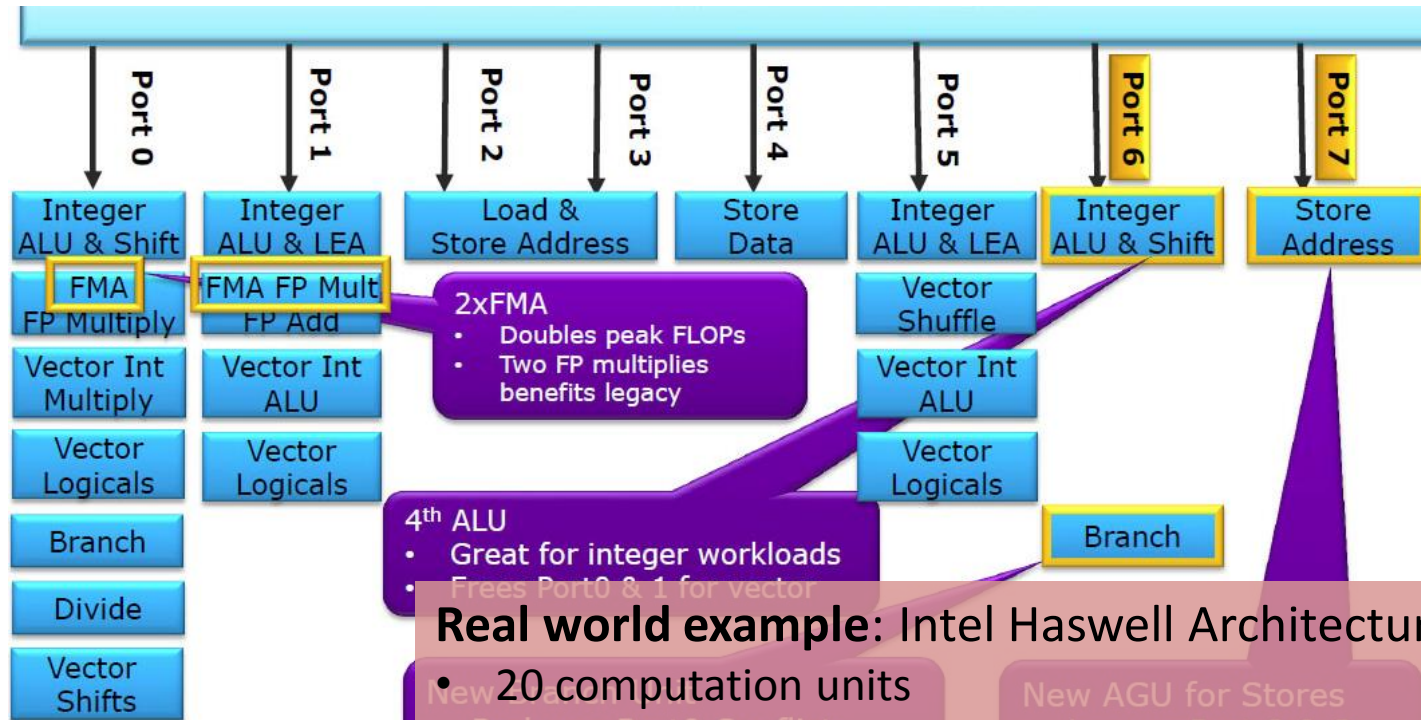 Port 0
Port 1
Port 2
Port 3
Port 4
Port 5
Port 6
Port 7
Integer
ALU & Shift
Integer
ALU & LEA
Load &
Store Address
Store
Data
Integer
ALU & LEA
Integer
ALU & Shift
Store
Address
FMA
FP Multiply
FMA FP Mult
FP Add
2xFMA
• Doubles peak FLOPs
• Two FP multiplies
benefits legacy
Vector
Shuffle
Vector Int
Multiply
Vector Int
ALU
Vector Int
ALU
Vector
Logicals
Vector
Logicals
Vector
Logicals
4th ALU
• Great for integer workloads
• Frees Port0 & 1 for vector
Branch
Branch
Divide
Vector
Shifts
Real world example: Intel Haswell Architectur
• 20 computation units
New Branch Unit
New AGU for Stores